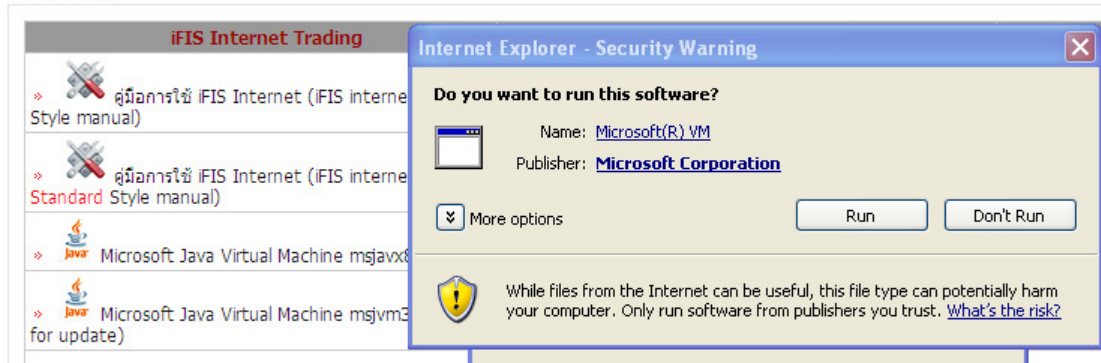 iFIS Internet Trading
» คู่มือการใช้ iFIS Internet (iFIS interne
Style manual)
» คู่มือการใช้ iFIS Internet (iFIS interne
Standard Style manual)
» Java Microsoft Java Virtual Machine msjavx8
» Java Microsoft Java Virtual Machine msjvm3
for update)
Internet Explorer - Security Warning
Do you want to run this software?
Name: Microsoft(R) VM
Publisher: Microsoft Corporation
More options
Run
Don't Run
While files from the Internet can be useful, this file type can potentially harm
your computer. Only run software from publishers you trust. What's the risk?